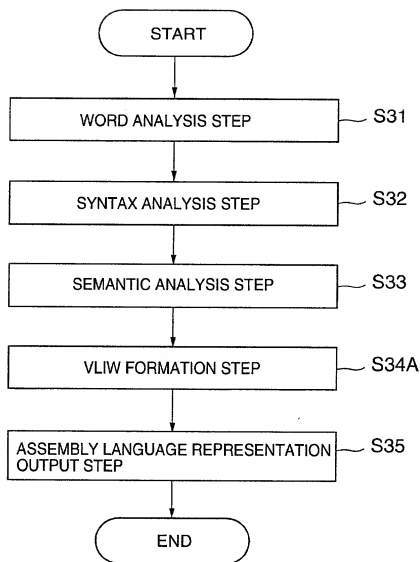 START
WORD ANALYSIS STEP
S31
SYNTAX ANALYSIS STEP
S32
SEMANTIC ANALYSIS STEP
S33
VLIW FORMATION STEP
S34A
ASSEMBLY LANGUAGE REPRESENTATION
OUTPUT STEP
S35
END